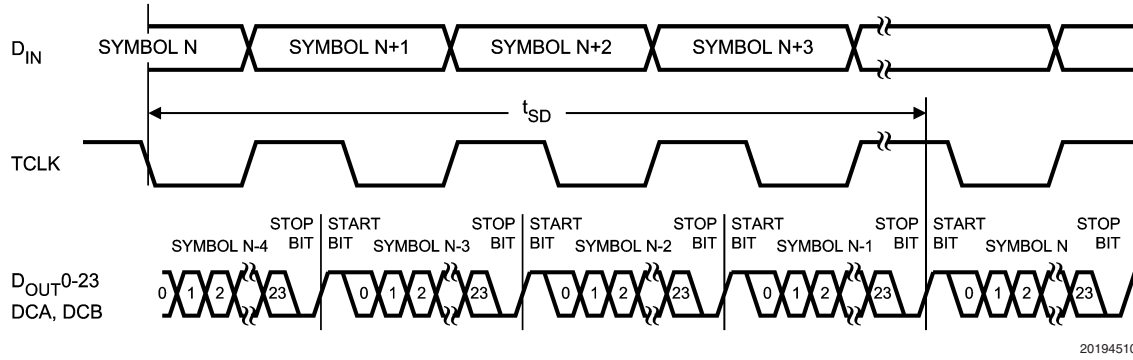 D_IN SYMBOL N SYMBOL N+1 SYMBOL N+2 SYMBOL N+3
t_SD
TCLK
STOP BIT START BIT STOP BIT START BIT STOP BIT START BIT STOP BIT START BIT STOP BIT
SYMBOL N-4 SYMBOL N-3 SYMBOL N-2 SYMBOL N-1 SYMBOL N
D_OUT0-23
DCA, DCB
0 1 2 23 0 1 2 23 0 1 2 23 0 1 2 23 0 1 2 23
20194510